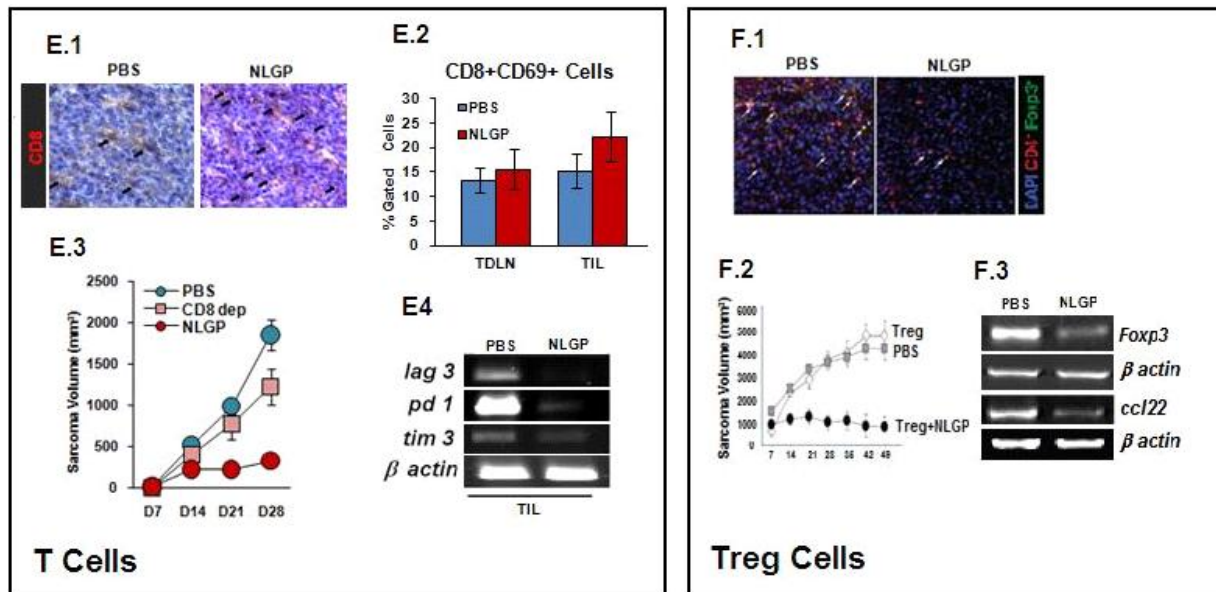 E.1
PBS NLGP
CD8
E.2
CD8+CD69+ Cells
% Gated Cells
30
25
20
15
10
5
0
PBS
NLGP
TDLN TIL
E.3
Sarcoma Volume (mm³)
2500
2000
1500
1000
500
0
PBS
CD8 dep
NLGP
D7 D14 D21 D28
E4
PBS NLGP
lag 3
pd 1
tim 3
β actin
TIL
T Cells
F.1
PBS NLGP
DAPI CD4⁺ Foxp3⁺
F.2
Sarcoma Volume (mm³)
6000
5000
4000
3000
2000
1000
0
Treg
PBS
Treg+NLGP
7 14 21 28 36 42 49
F.3
PBS NLGP
Foxp3
β actin
ccl22
β actin
Treg Cells